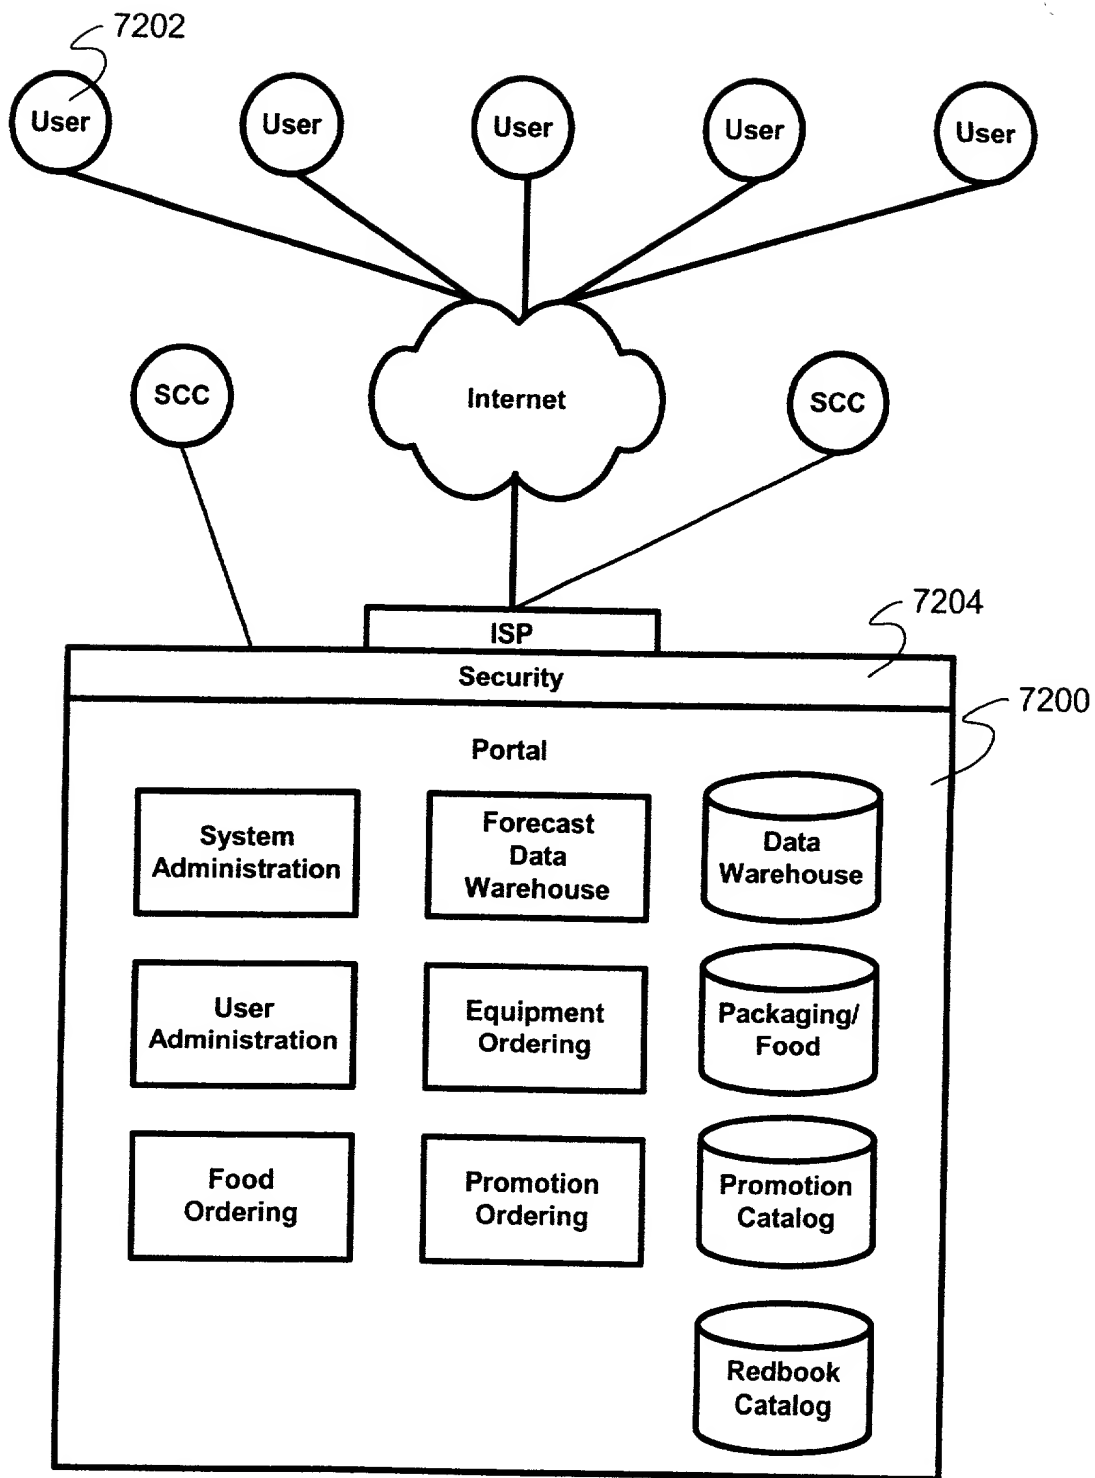 7202
User
User
User
User
User
SCC
Internet
SCC
7204
ISP
Security
7200
Portal
System
Administration
Forecast
Data
Warehouse
Data
Warehouse
User
Administration
Equipment
Ordering
Packaging/
Food
Food
Ordering
Promotion
Ordering
Promotion
Catalog
Redbook
Catalog